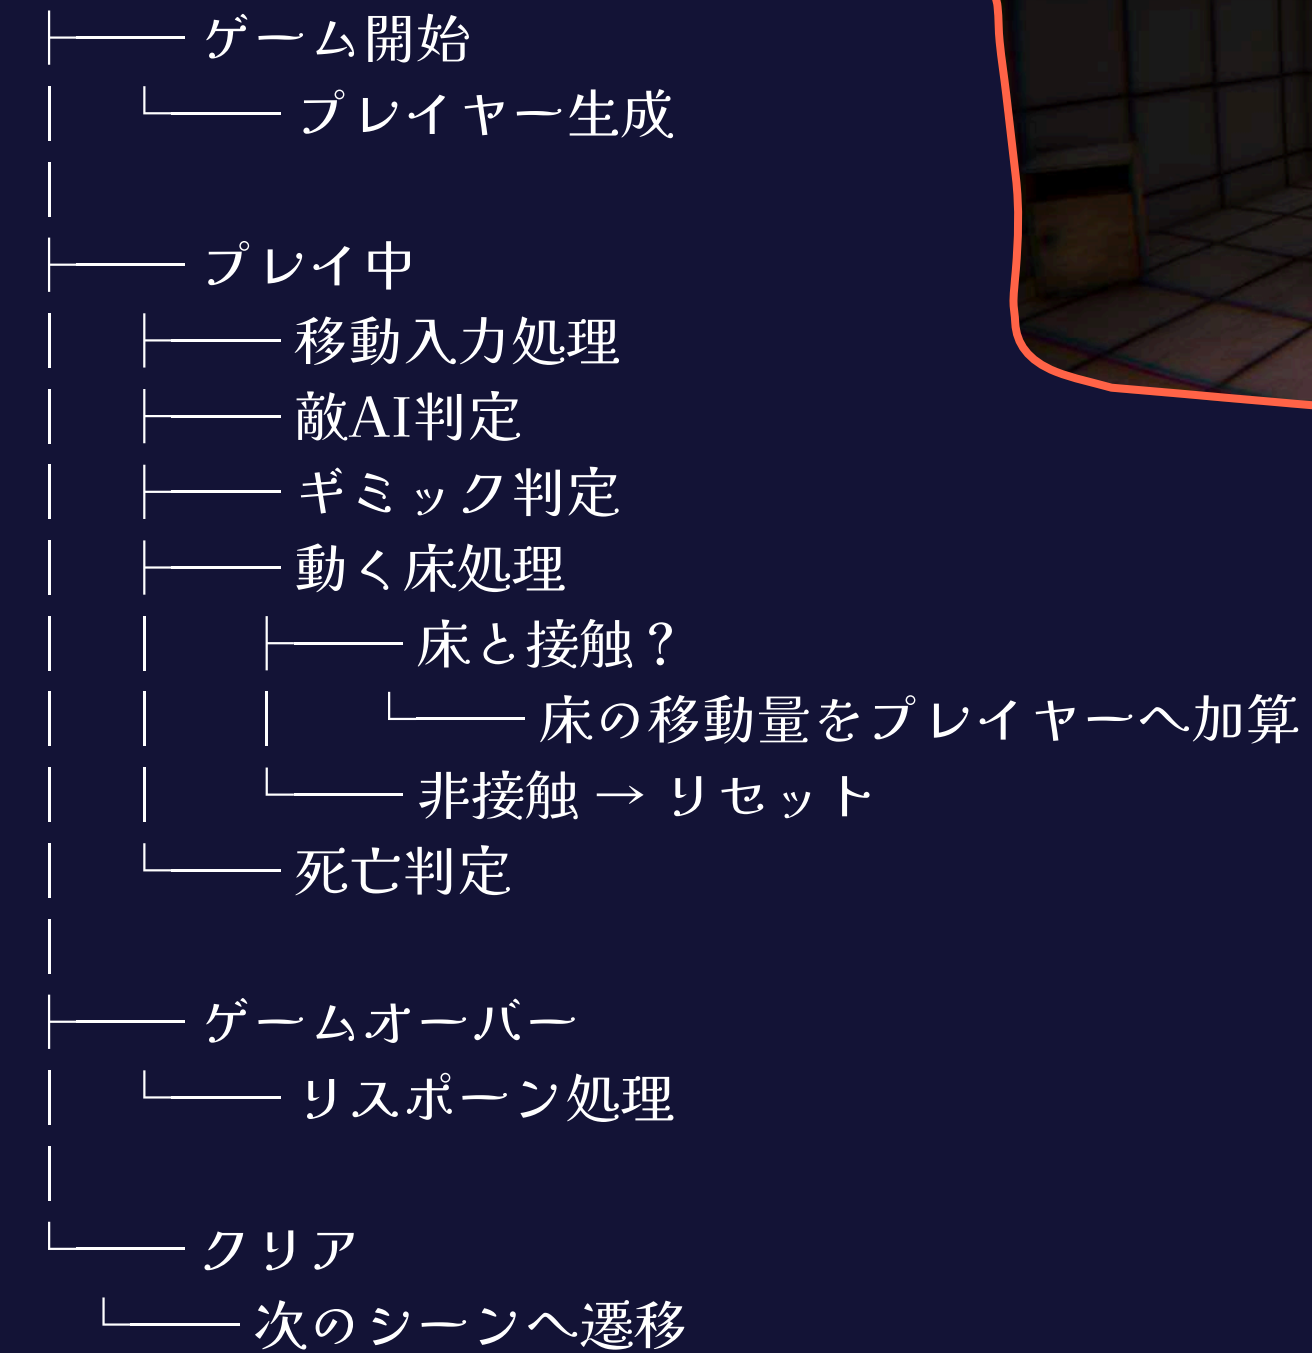 ├── ゲーム開始
│  └── プレイヤー生成
│
├── プレイ中
│  ├── 移動入力処理
│  ├── 敵AI判定
│  ├── ギミック判定
│  ├── 動く床処理
│  │  ├── 床と接触？
│  │  │  └── 床の移動量をプレイヤーへ加算
│  │  └── 非接触 → リセット
│  └── 死亡判定
│
├── ゲームオーバー
│  └── リスポーン処理
│
└── クリア
  └── 次のシーンへ遷移